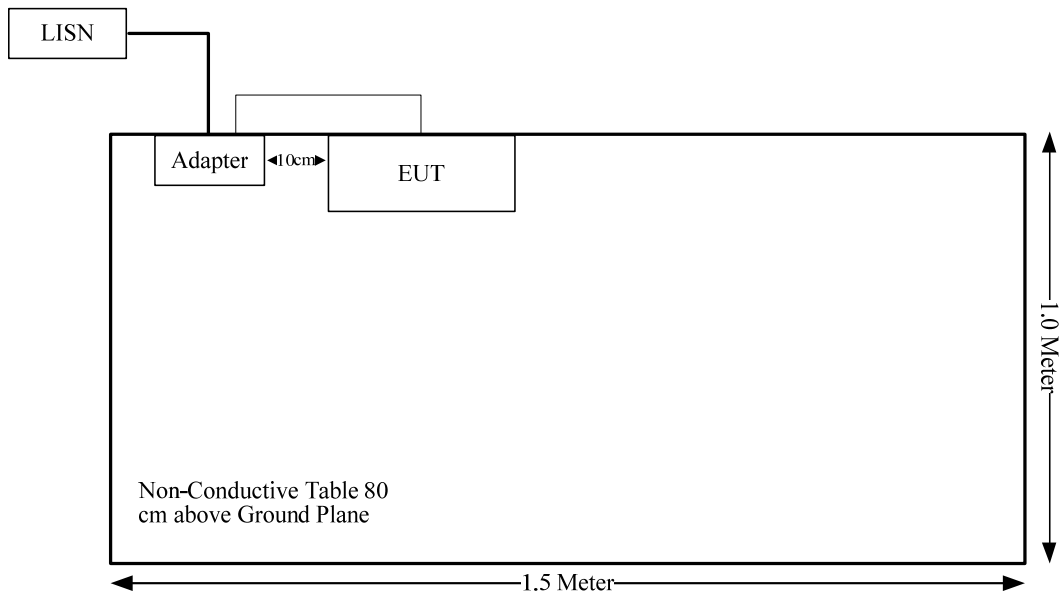 LISN
Adapter
10cm
EUT
1.0 Meter
Non-Conductive Table 80
cm above Ground Plane
1.5 Meter